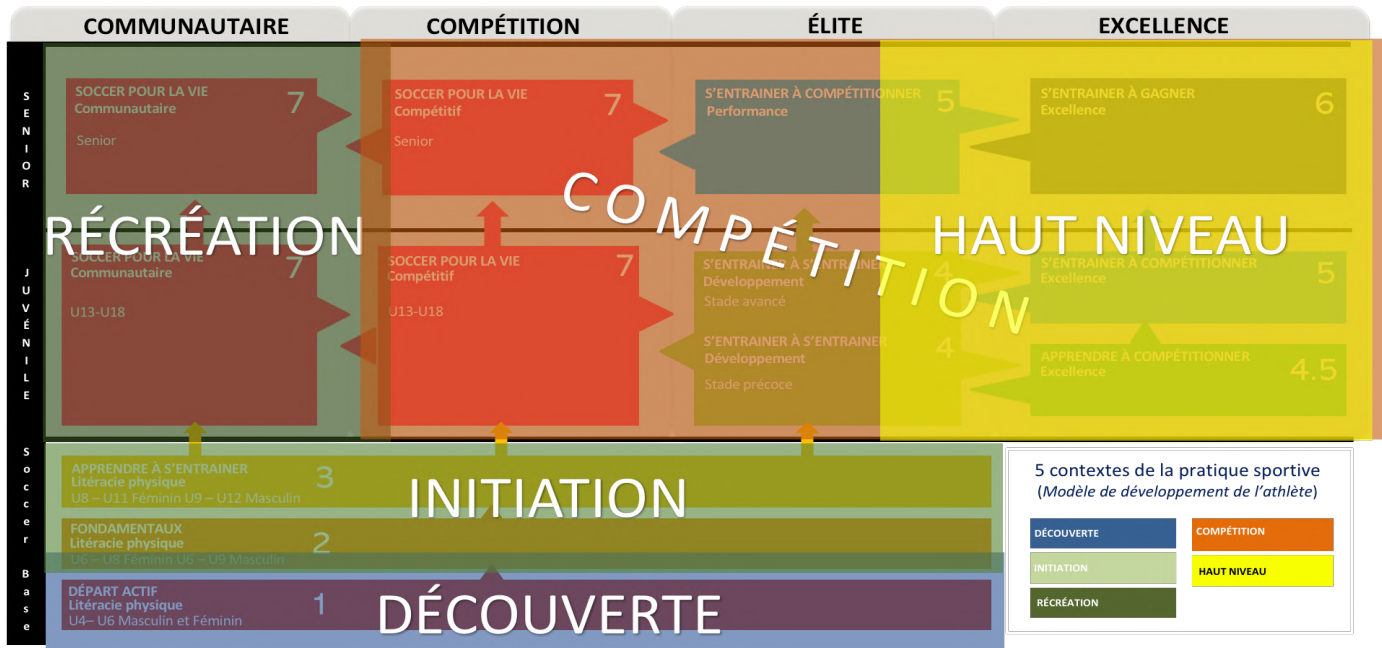 COMMUNAUTAIRE
COMPÉTITION
ÉLITE
EXCELLENCE
SENIOR
SOCCER POUR LA VIE
Communautaire
7
Senior
SOCCER POUR LA VIE
Compétitif
7
Senior
S'ENTRAINER À COMPÉTITIONNER
Performance
5
S'ENTRAINER À GAGNER
Excellence
6
RÉCRÉATION
COMPÉTITION
HAUT NIVEAU
JUVÉNILE
SOCCER POUR LA VIE
Communautaire
7
U13-U18
SOCCER POUR LA VIE
Compétitif
7
U13-U18
S'ENTRAINER À S'ENTRAINER
Développement
4
Stade avancé
S'ENTRAINER À S'ENTRAINER
Développement
4
Stade précoce
S'ENTRAINER À COMPÉTITIONNER
Excellence
5
APPRENDRE À COMPÉTITIONNER
Excellence
4.5
Soccer Base
APPRENDRE À S'ENTRAINER
Litéracie physique
3
U8 – U11 Féminin U9 – U12 Masculin
INITIATION
FONDAMENTAUX
Litéracie physique
2
U6 – U8 Féminin U6 – U9 Masculin
DÉPART ACTIF
Litéracie physique
1
U4– U6 Masculin et Féminin
DÉCOUVERTE
5 contextes de la pratique sportive
(Modèle de développement de l'athlète)
DÉCOUVERTE
COMPÉTITION
INITIATION
HAUT NIVEAU
RÉCRÉATION